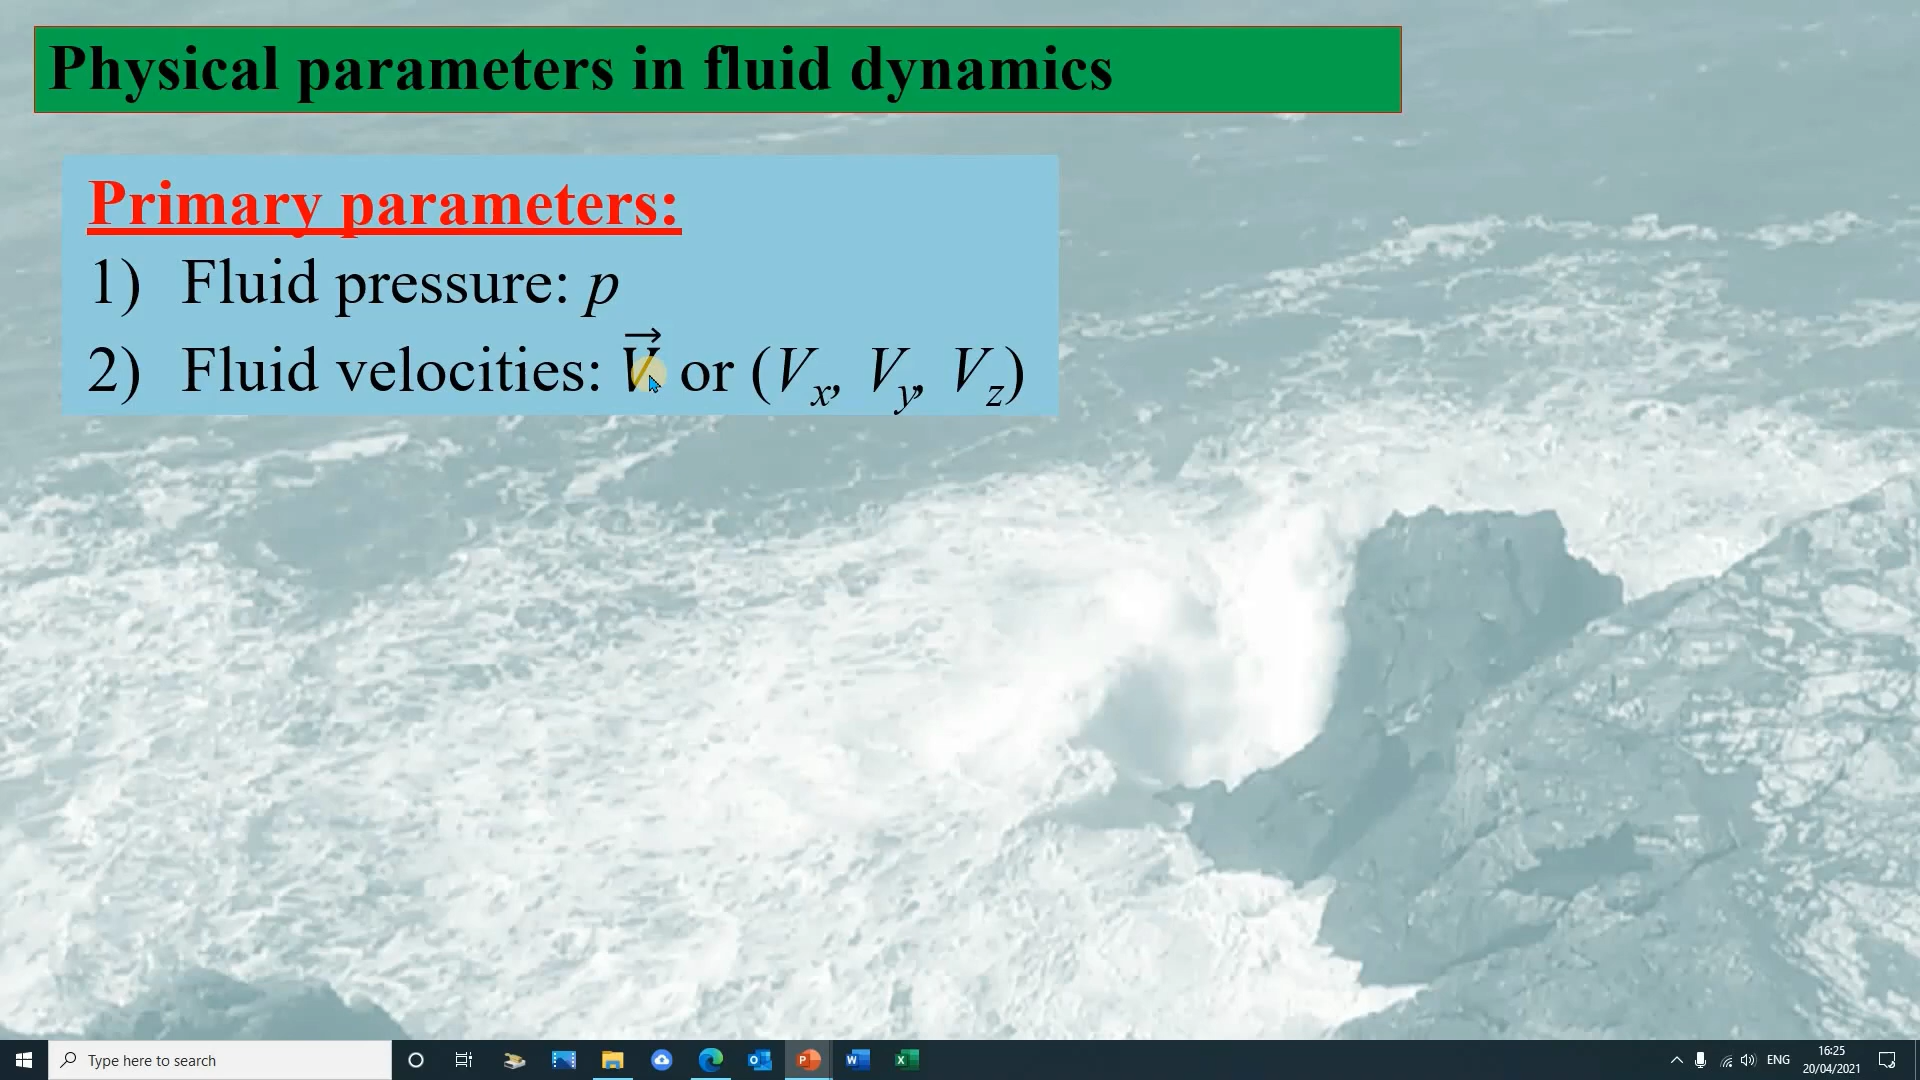 Physical parameters in fluid dynamics
Primary parameters:
1) Fluid pressure: p
2) Fluid velocities: V⃗ or (Vx, Vy, Vz)
Type here to search
ENG
16:25
20/04/2021